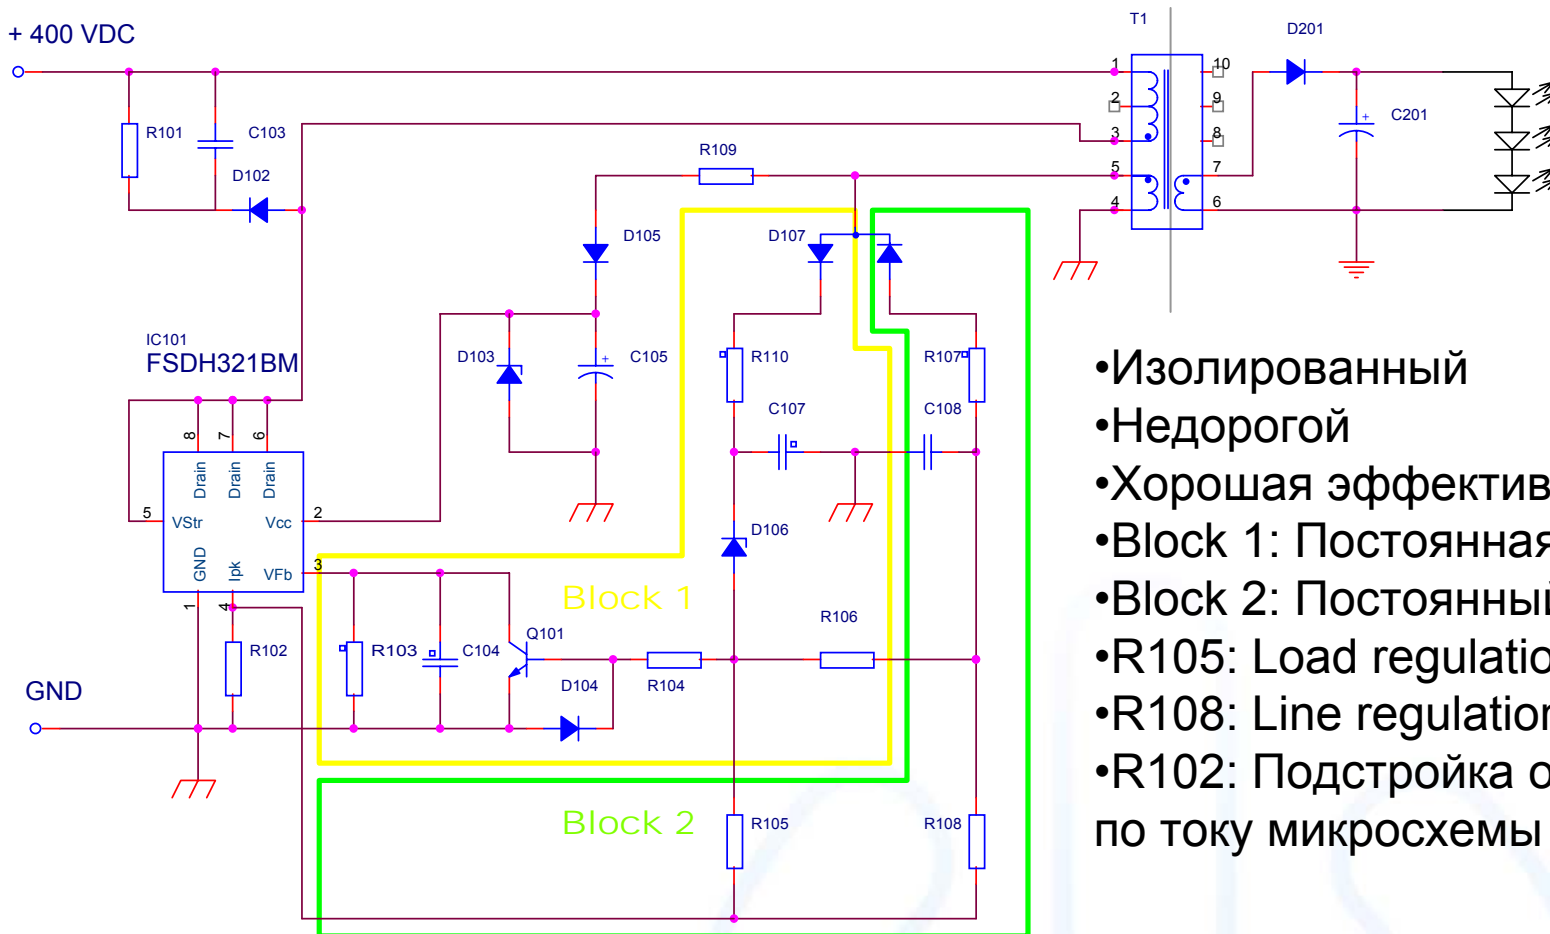 T1
D201
+ 400 VDC
1
10
2
9
3
8
R101
C103
C201
+
D102
R109
5
7
4
6
D105
D107
IC101
FSDH321BM
D103
+
C105
R110
R107
C107
C108
8
7
6
Drain
Drain
Drain
5
VStr
Vcc
2
D106
GND
Ipk
VFb
3
1
4
Block 1
R106
Q101
R102
R103
C104
D104
R104
GND
Block 2
R105
R108
•Изолированный
•Недорогой
•Хорошая эффектив
•Block 1: Постоянная
•Block 2: Постоянный
•R105: Load regulatio
•R108: Line regulation
•R102: Подстройка о
по току микросхемы